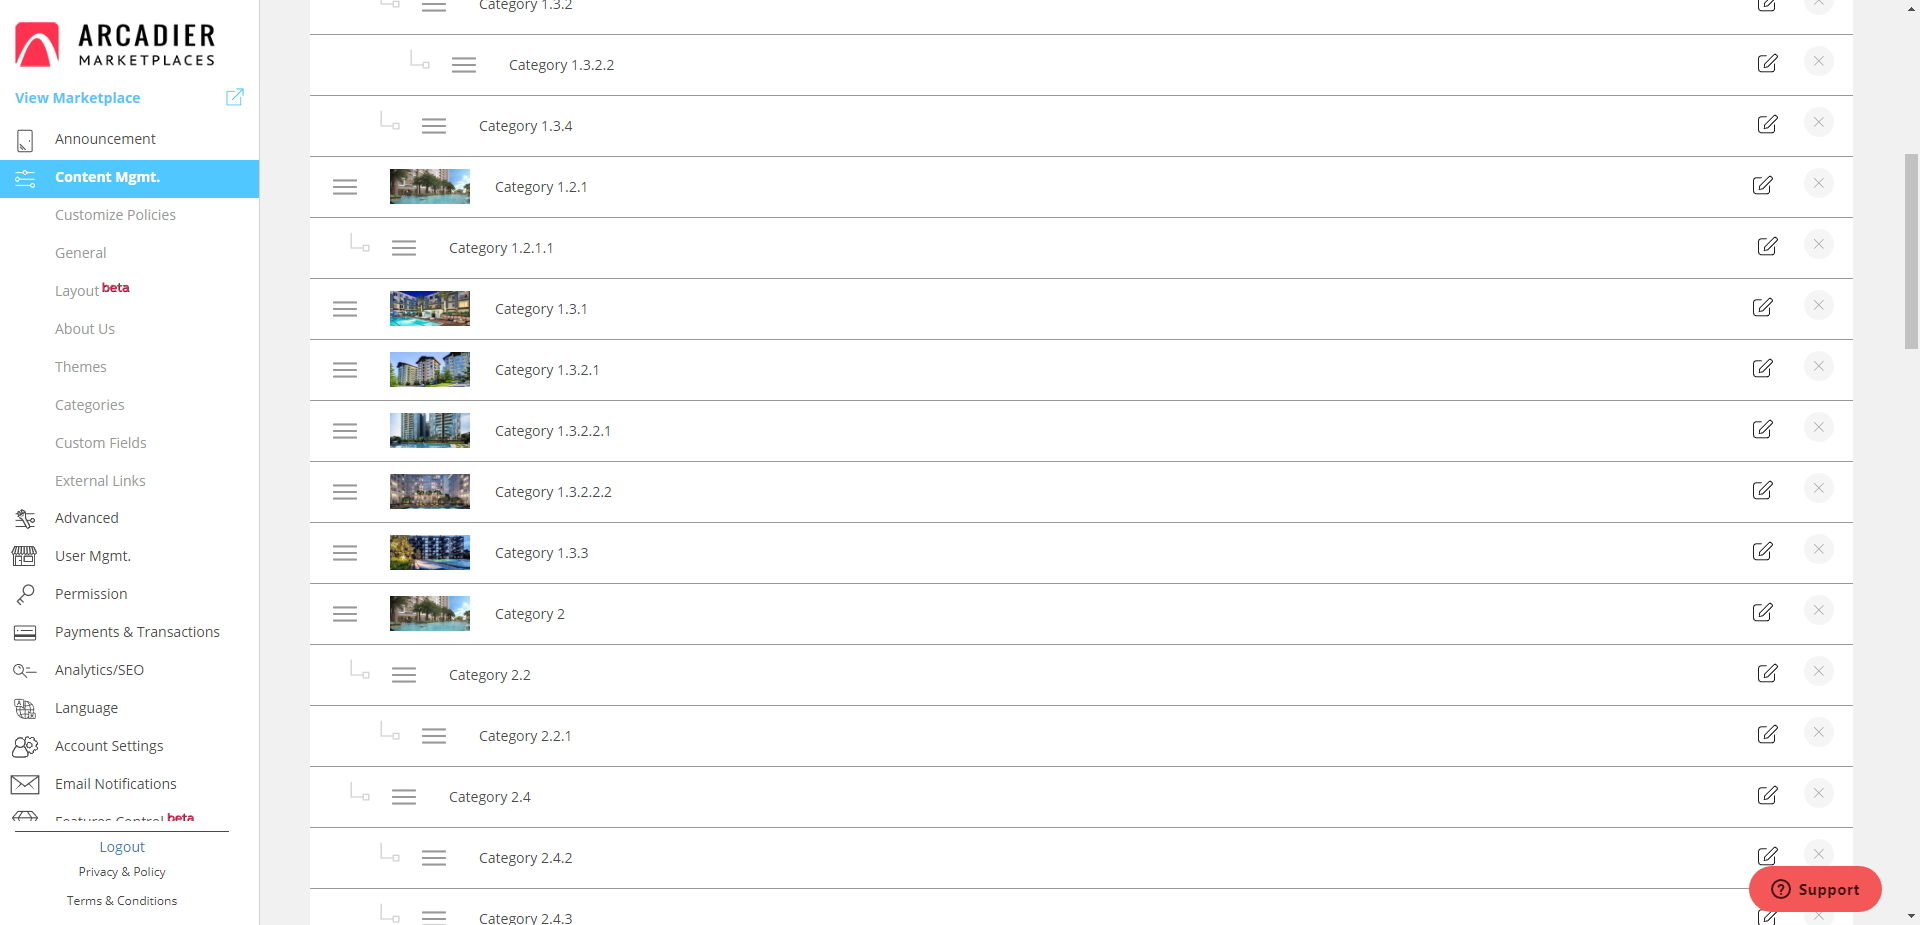 ARCADIER
MARKETPLACES
View Marketplace
Announcement
Content Mgmt.
Customize Policies
General
Layout beta
About Us
Themes
Categories
Custom Fields
External Links
Advanced
User Mgmt.
Permission
Payments & Transactions
Analytics/SEO
Language
Account Settings
Email Notifications
Features Control beta
Logout
Privacy & Policy
Terms & Conditions
Category 1.3.2
Category 1.3.2.2
Category 1.3.4
Category 1.2.1
Category 1.2.1.1
Category 1.3.1
Category 1.3.2.1
Category 1.3.2.2.1
Category 1.3.2.2.2
Category 1.3.3
Category 2
Category 2.2
Category 2.2.1
Category 2.4
Category 2.4.2
Category 2.4.3
Support